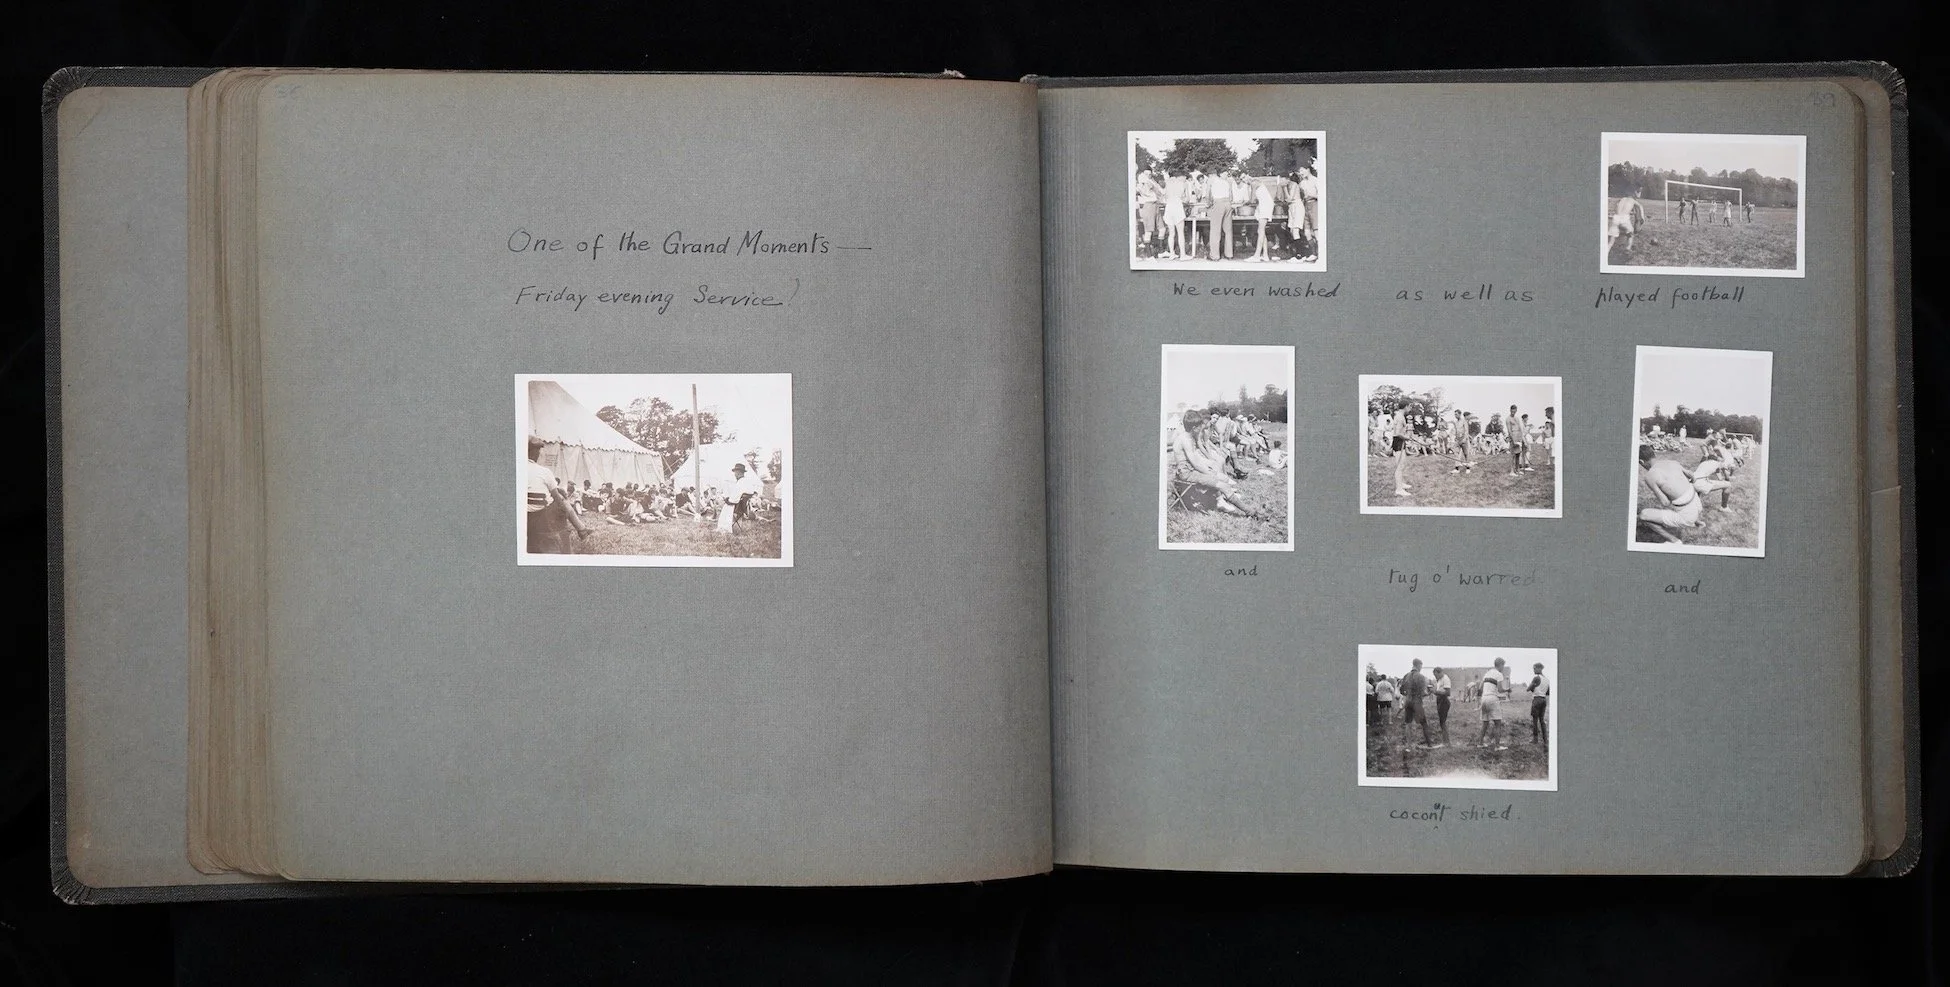 One of the Grand Moments —
Friday evening Service!
We even washed as well as played football
and tug o' warred and
coconut shied.